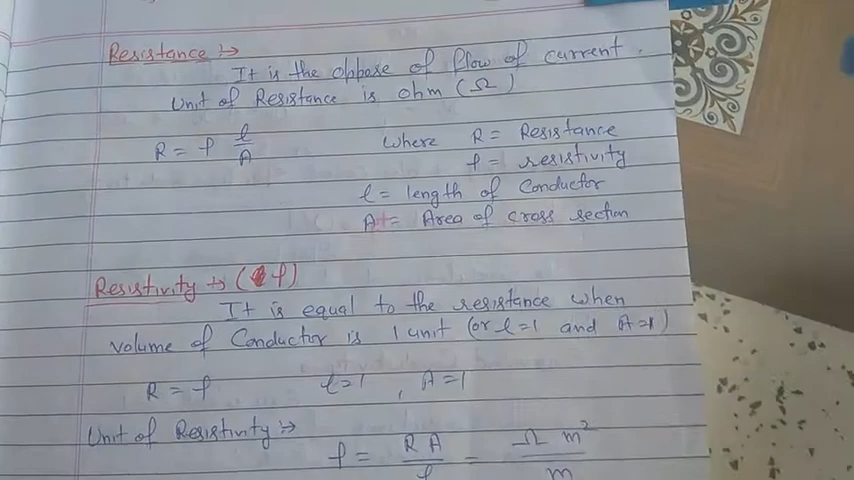 Resistance :→
It is the oppose of flow of current.
Unit of Resistance is ohm (Ω)
R = ρ l/A where R = Resistance
ρ = resistivity
l = length of Conductor
A = Area of cross section
Resistivity → (ρ)
It is equal to the resistance when
volume of Conductor is 1 unit (or l=1 and A=1)
R = ρ l=1, A=1
Unit of Resistivity :→
ρ = RA/l = Ω m²/m